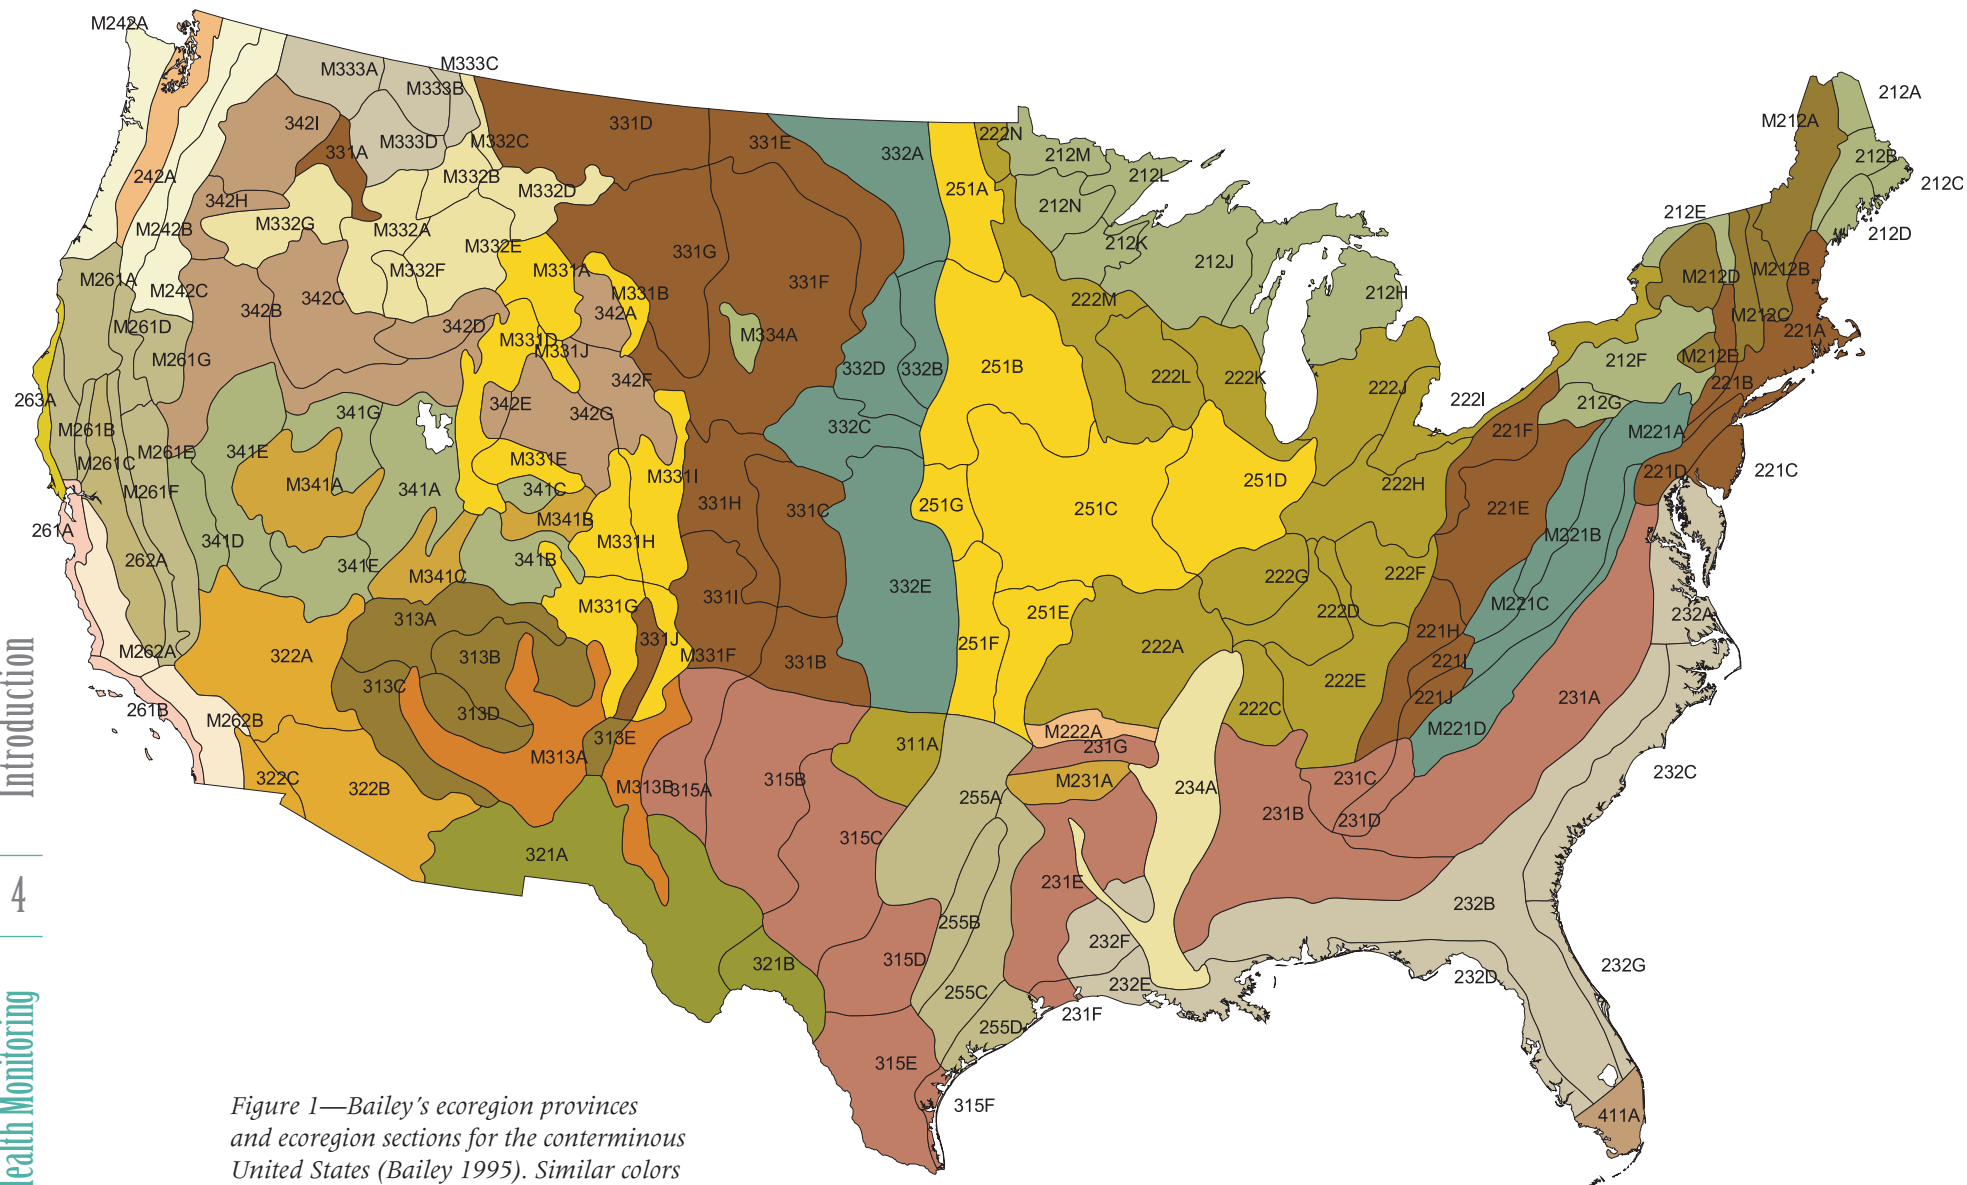 M242A
M333C
M333A
M333B
212A
342I
331D
331E
222N
M212A
331A
M333D
M332C
332A
212M
212B
242A
M332B
M332D
251A
212L
212C
342H
212N
212E
M332G
M332A
M242B
M332E
331G
212K
212D
M332F
M331A
212J
M212D
M212B
M261A
M242C
342C
331F
M331B
222M
212H
342B
342A
M212C
M261D
342D
M331D
M334A
221A
M331J
M261G
332D
332B
251B
212F
M212E
342F
222L
222K
222J
221B
263A
342E
222I
212G
341G
342G
M261B
332C
221F
M221A
M261E
341E
M261C
M331E
M331I
221D
221C
M341A
251D
M261F
341A
341C
222H
331H
331C
251G
251C
221E
261A
M341B
341D
M331H
M221B
262A
341B
341E
M341C
222G
222F
332E
331I
M221C
M331G
251E
222D
313A
232A
331J
251F
221H
M262A
322A
313B
M331F
331B
222A
221I
313C
222E
261B
221J
231A
M262B
313D
222C
M221D
313E
311A
M222A
231G
M313A
322C
322B
M313B
315A
315B
M231A
234A
231C
232C
255A
231B
231D
315C
321A
231E
232B
255B
232F
321B
315D
232G
232D
255C
232E
231F
255D
315E
315F
411A
Introduction
4
Health Monitoring
Figure 1—Bailey's ecoregion provinces
and ecoregion sections for the conterminous
United States (Bailey 1995). Similar colors